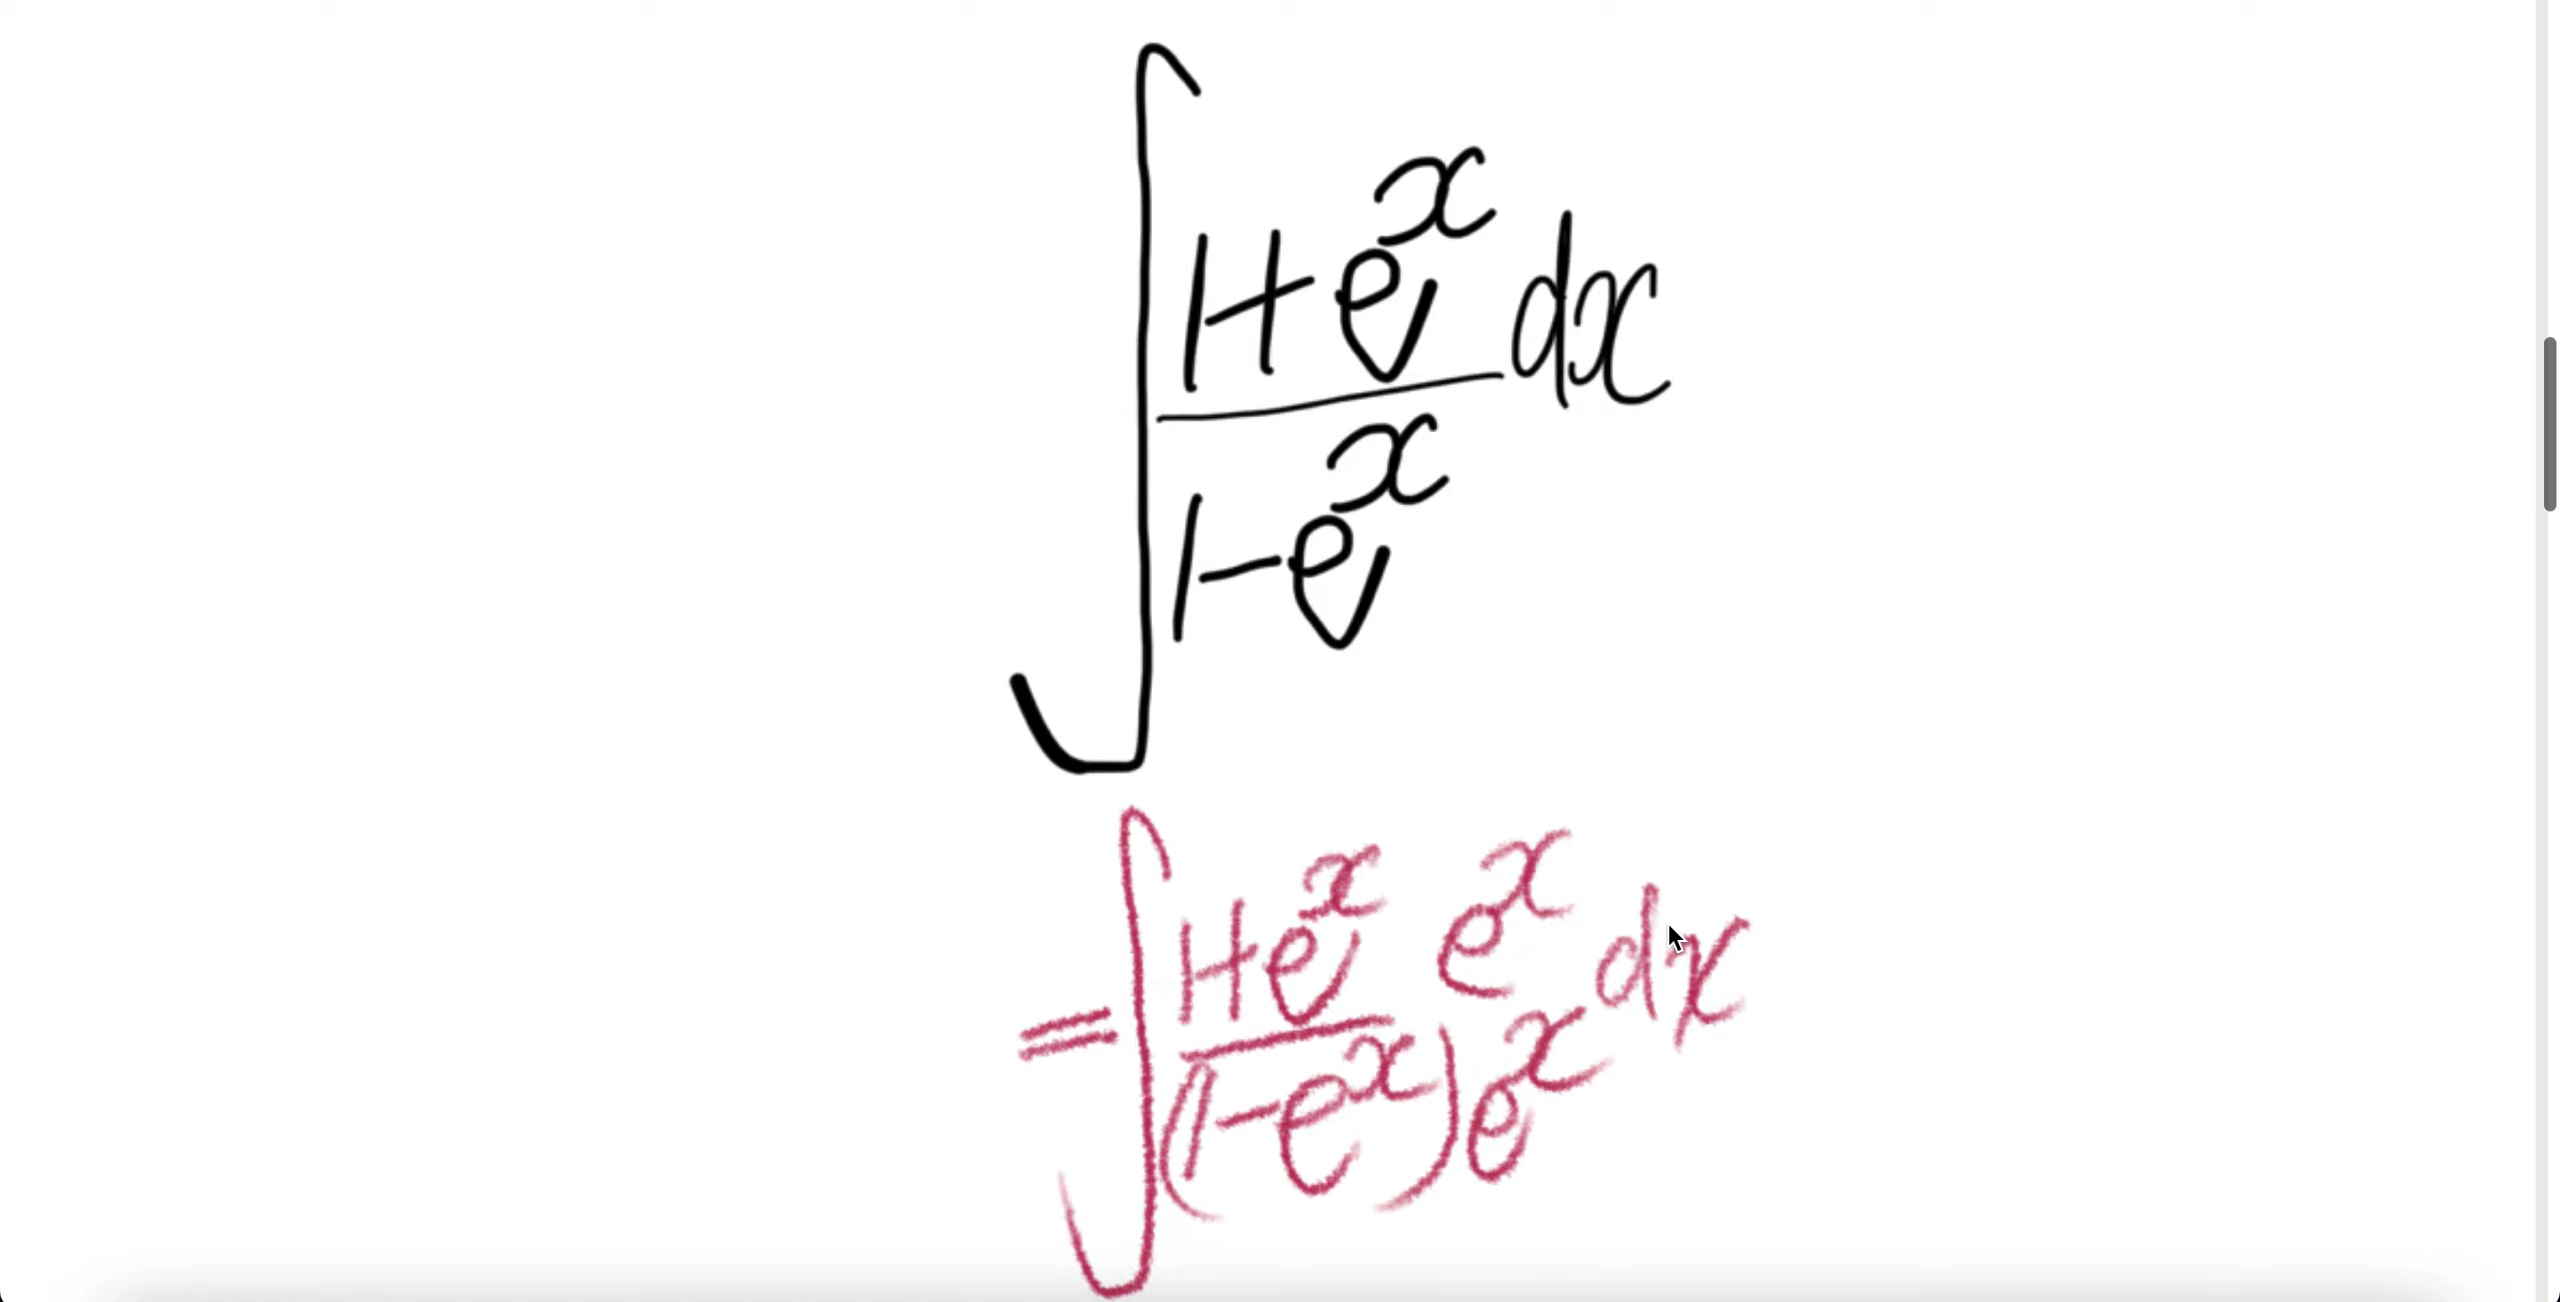 ∫ (1+e^x)/(1-e^x) dx
= ∫ (1+e^x)/((1-e^x)) e^x/e^x dx